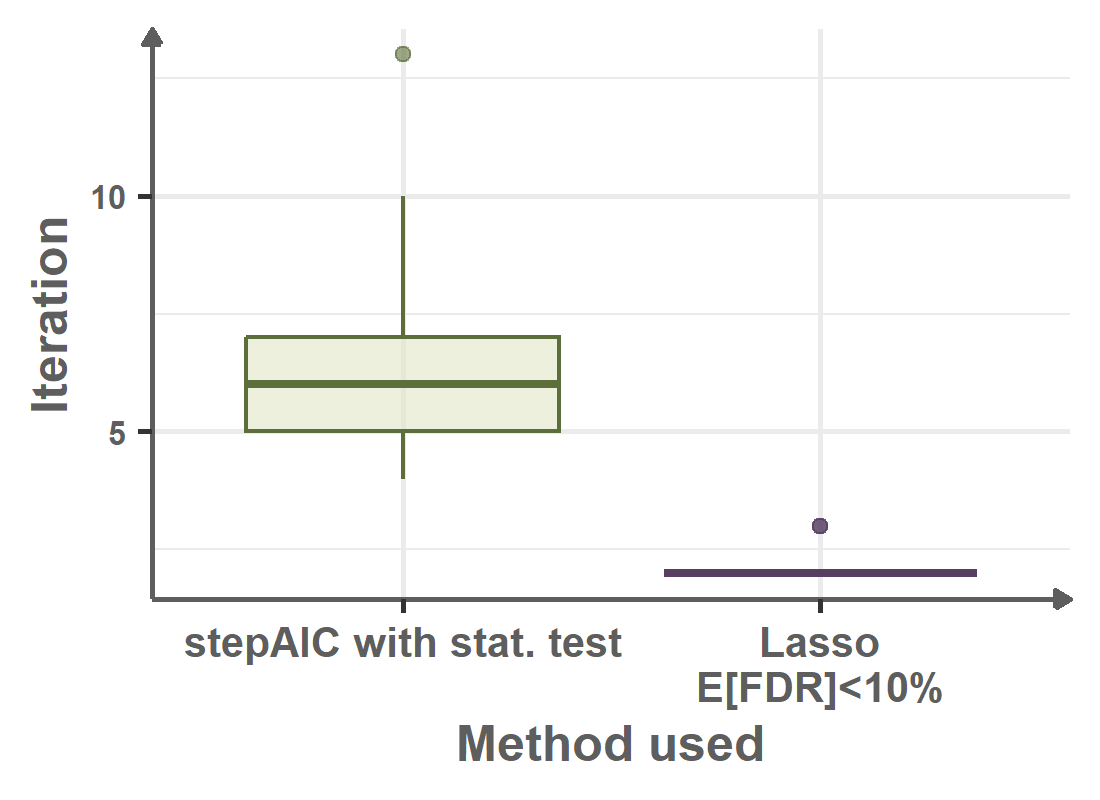 Iteration
10
5
stepAIC with stat. test
Lasso
E[FDR]<10%
Method used